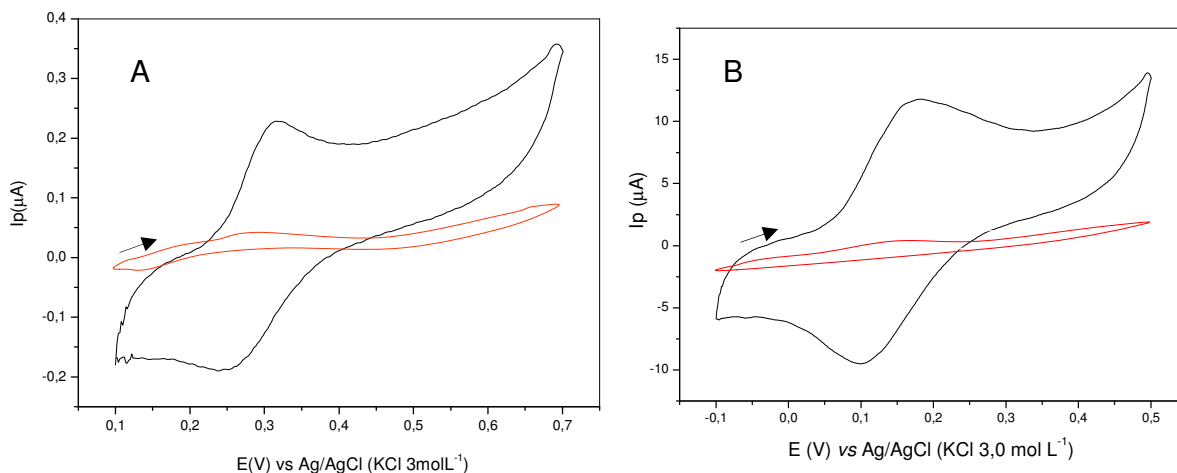 A
0,4
0,3
0,2
0,1
0,0
-0,1
-0,2
Ip(μA)
0,1 0,2 0,3 0,4 0,5 0,6 0,7
E(V) vs Ag/AgCl (KCl 3molL⁻¹)
B
15
10
5
0
-5
-10
Ip (μA)
-0,1 0,0 0,1 0,2 0,3 0,4 0,5
E (V) vs Ag/AgCl (KCl 3,0 mol L⁻¹)